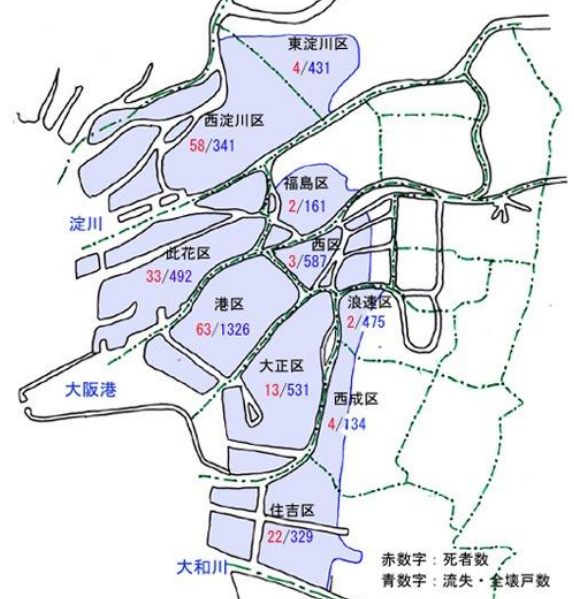 東淀川区
4/431
西淀川区
58/341
福島区
2/161
淀川
西区
3/587
此花区
33/492
港区
63/1326
浪速区
2/475
大正区
13/531
大阪港
西成区
4/134
住吉区
22/329
大和川
赤数字：死者数
青数字：流失・全壊戸数